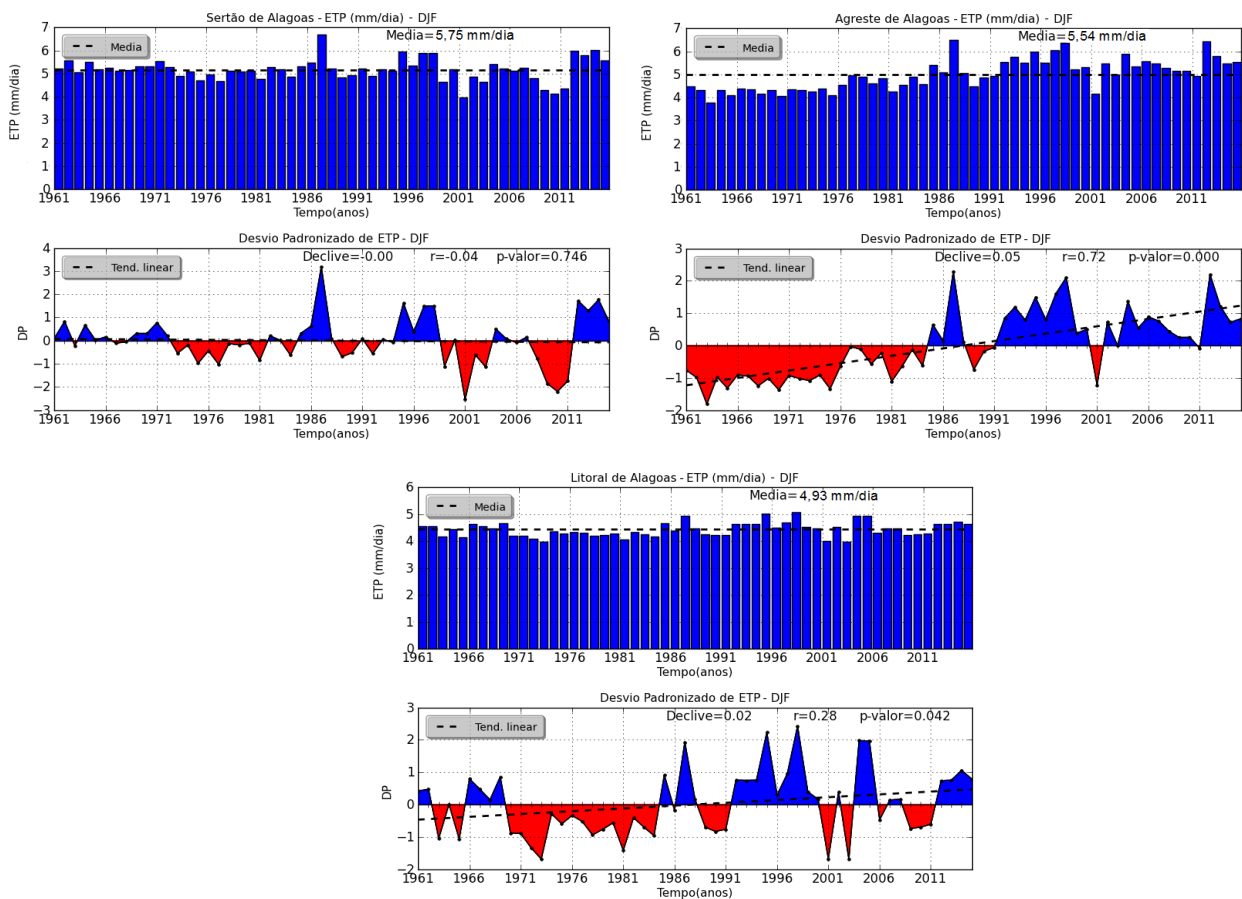 Sertão de Alagoas - ETP (mm/dia) - DJF
Media=5,75 mm/dia
Media
ETP (mm/dia)
7
6
5
4
3
2
1
0
1961 1966 1971 1976 1981 1986 1991 1996 2001 2006 2011
Tempo(anos)
Desvio Padronizado de ETP - DJF
Declive=-0.00 r=-0.04 p-valor=0.746
Tend. linear
DP
4
3
2
1
0
−1
−2
−3
1961 1966 1971 1976 1981 1986 1991 1996 2001 2006 2011
Tempo(anos)
Agreste de Alagoas - ETP (mm/dia) - DJF
Media=5,54 mm/dia
Media
ETP (mm/dia)
7
6
5
4
3
2
1
0
1961 1966 1971 1976 1981 1986 1991 1996 2001 2006 2011
Tempo(anos)
Desvio Padronizado de ETP - DJF
Declive=0.05 r=0.72 p-valor=0.000
Tend. linear
DP
3
2
1
0
−1
−2
1961 1966 1971 1976 1981 1986 1991 1996 2001 2006 2011
Tempo(anos)
Litoral de Alagoas - ETP (mm/dia) - DJF
Media=4,93 mm/dia
Media
ETP (mm/dia)
6
5
4
3
2
1
0
1961 1966 1971 1976 1981 1986 1991 1996 2001 2006 2011
Tempo(anos)
Desvio Padronizado de ETP - DJF
Declive=0.02 r=0.28 p-valor=0.042
Tend. linear
DP
3
2
1
0
−1
−2
1961 1966 1971 1976 1981 1986 1991 1996 2001 2006 2011
Tempo(anos)